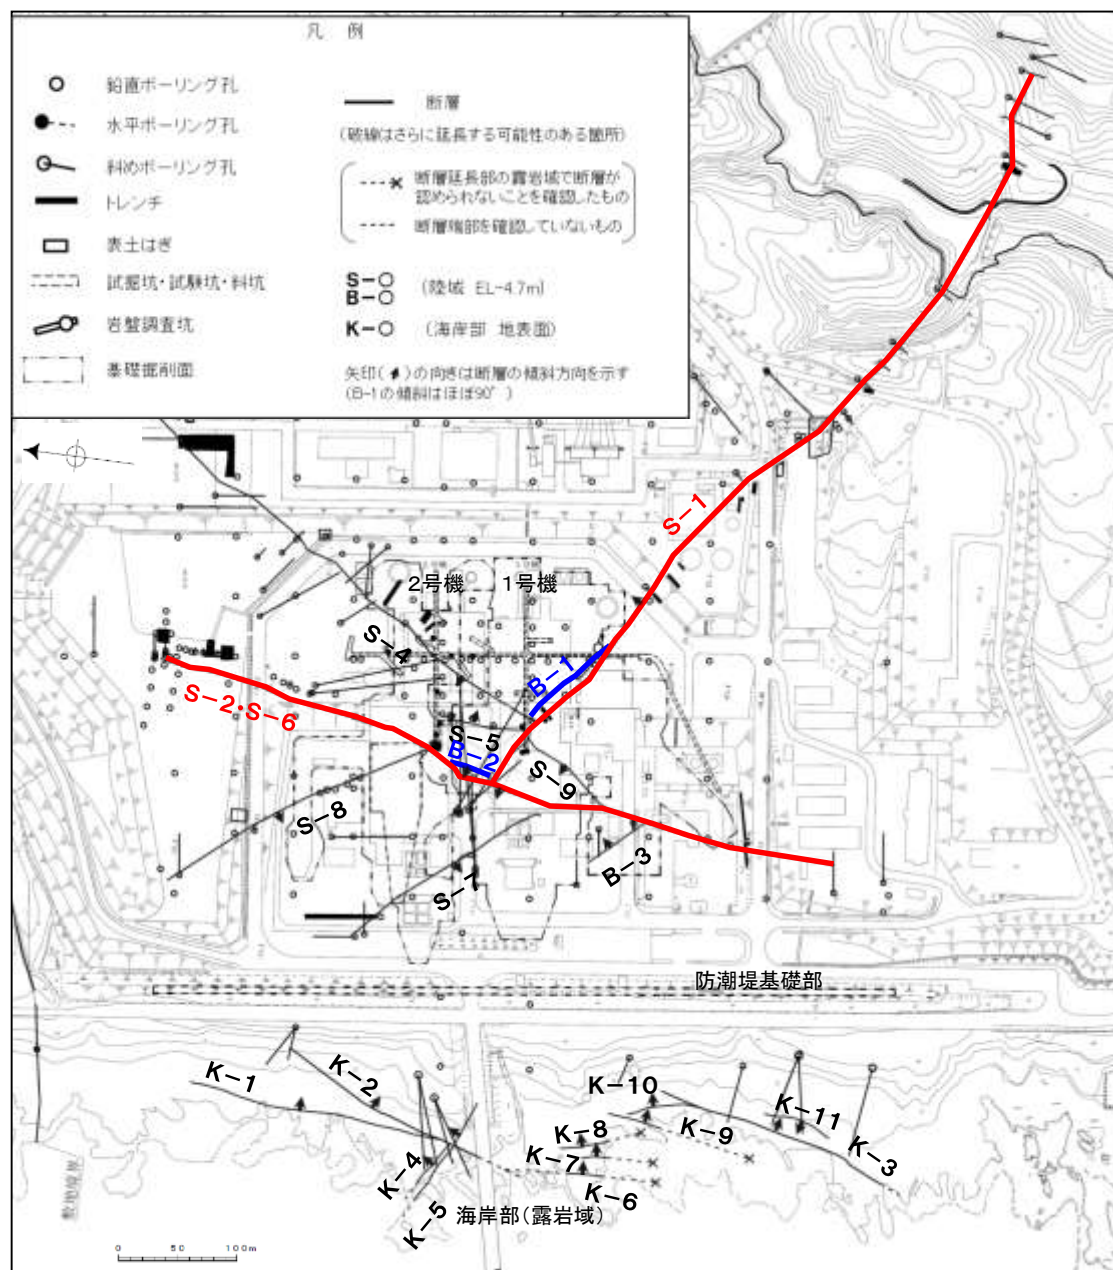 凡 例
鉛直ボーリング孔
水平ボーリング孔
斜めボーリング孔
トレンチ
表土はぎ
試掘坑・試験坑・斜坑
岩盤調査坑
基礎掘削面
断層
(破線はさらに延長する可能性のある箇所)
断層延長部の露岩域で断層が
認められないことを確認したもの
断層端部を確認していないもの
S-○
B-○
(陸域 EL-4.7m)
K-○
(海岸部 地表面)
矢印( )の向きは断層の傾斜方向を示す
(B-1の傾斜はほぼ90°)
S-1
2号機
1号機
S-4
B-1
S-2・S-6
S-5
B-2
S-9
S-8
S-7
B-3
防潮堤基礎部
K-1
K-2
K-10
K-11
K-8
K-9
K-4
K-7
K-3
K-6
K-5
海岸部(露岩域)
0 50 100m